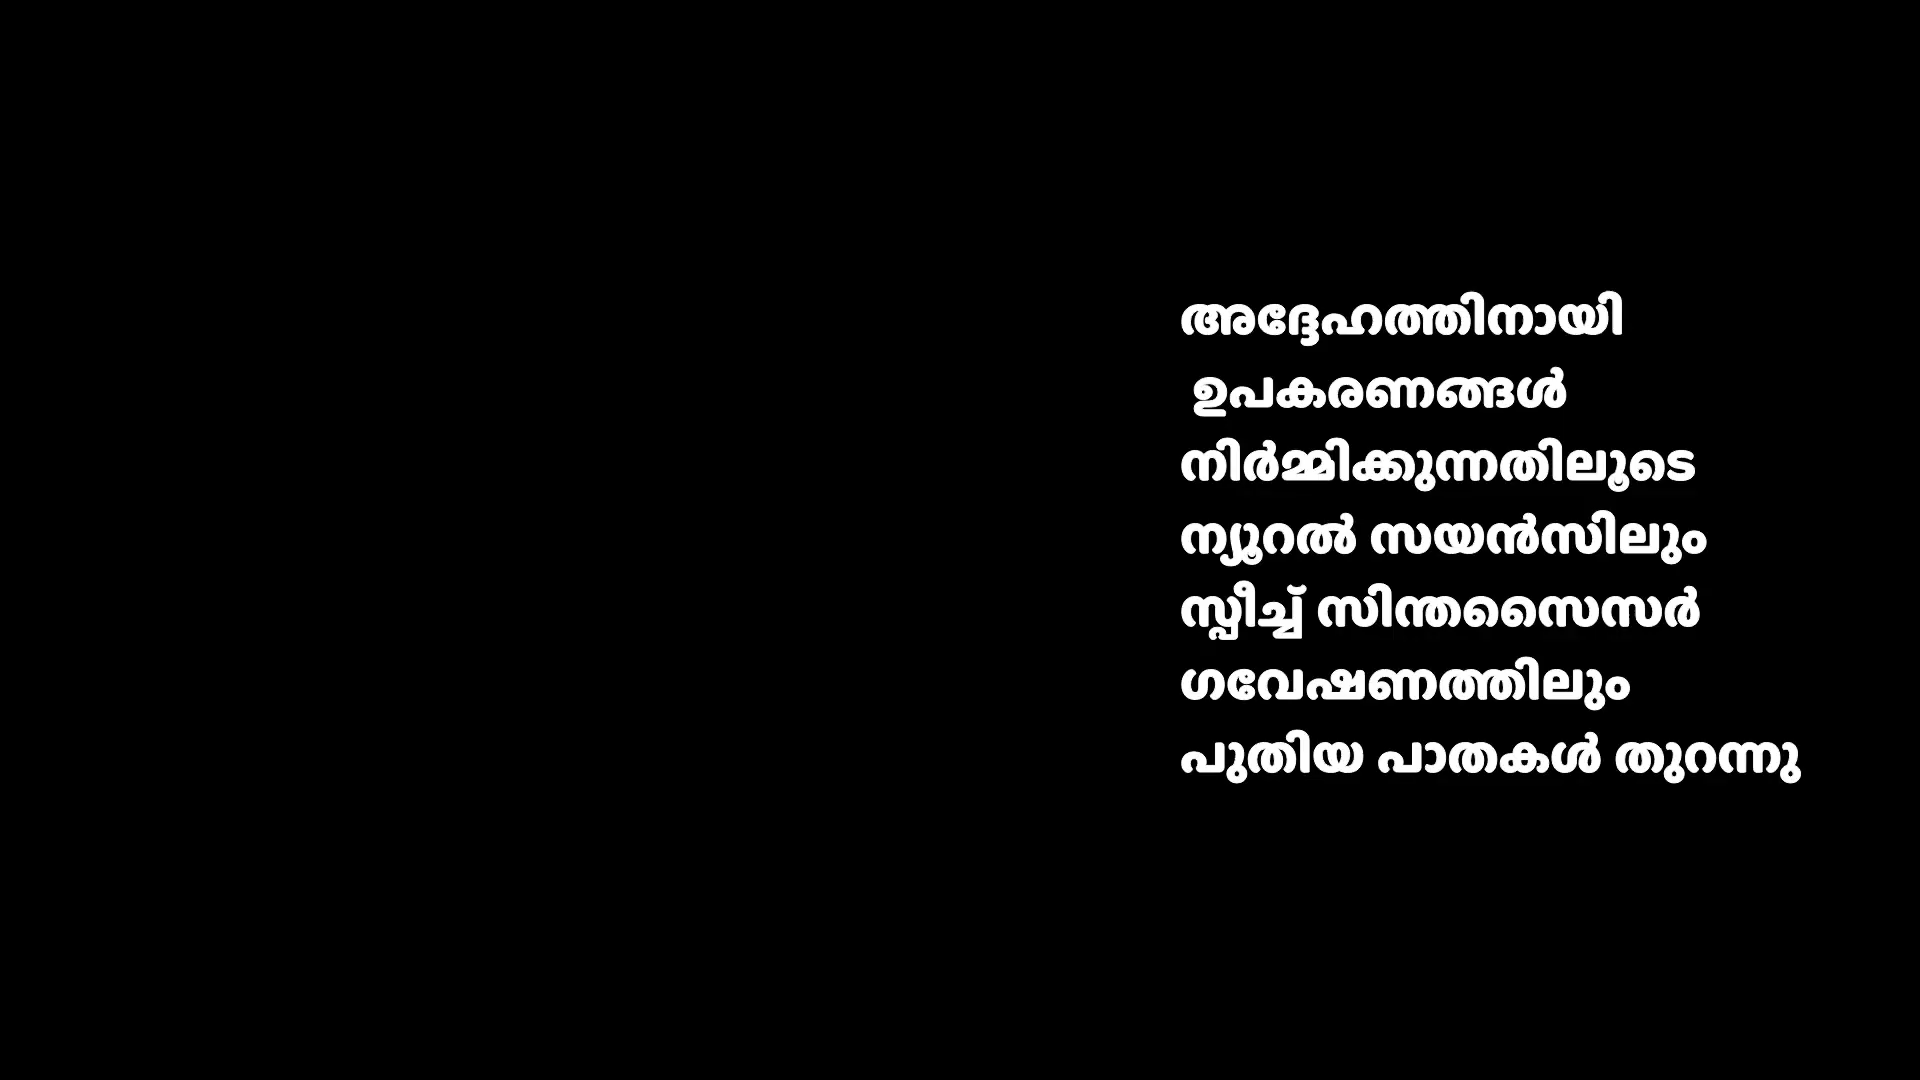 അദ്ദേഹത്തിനായി
ഉപകരണങ്ങൾ
നിർമ്മിക്കുന്നതിലൂടെ
ന്യൂറൽ സയൻസിലും
സ്പീച്ച് സിന്തസൈസർ
ഗവേഷണത്തിലും
പുതിയ പാതകൾ തുറന്നു